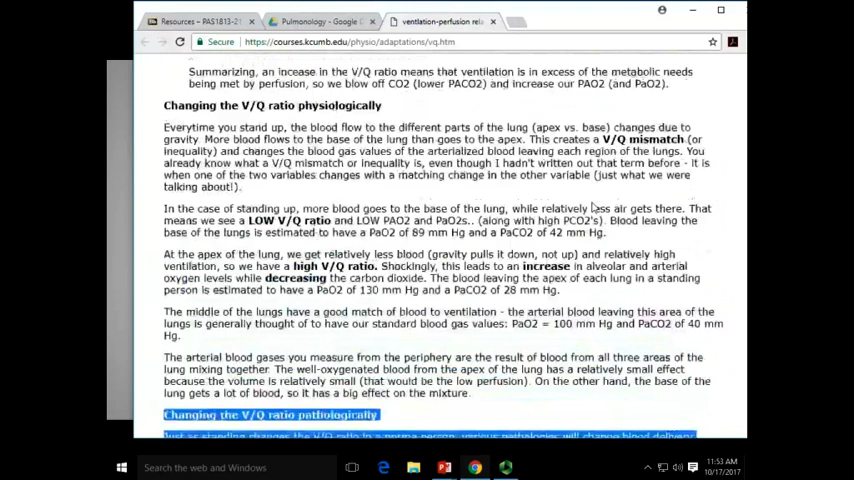 Resources – PAS1813-21
Pulmonology - Google D
ventilation-perfusion rela
Secure
https://courses.kcumb.edu/physio/adaptations/vq.htm
Summarizing, an incease in the V/Q ratio means that ventilation is in excess of the metabolic needs
being met by perfusion, so we blow off CO2 (lower PACO2) and increase our PAO2 (and PaO2).
Changing the V/Q ratio physiologically
Everytime you stand up, the blood flow to the different parts of the lung (apex vs. base) changes due to
gravity. More blood flows to the base of the lung than goes to the apex. This creates a V/Q mismatch (or
inequality) and changes the blood gas values of the arterialized blood leaving each region of the lungs. You
already know what a V/Q mismatch or inequality is, even though I hadn't written out that term before - it is
when one of the two variables changes with a matching change in the other variable (just what we were
talking about!).
In the case of standing up, more blood goes to the base of the lung, while relatively less air gets there. That
means we see a LOW V/Q ratio and LOW PAO2 and PaO2s.. (along with high PCO2's). Blood leaving the
base of the lungs is estimated to have a PaO2 of 89 mm Hg and a PaCO2 of 42 mm Hg.
At the apex of the lung, we get relatively less blood (gravity pulls it down, not up) and relatively high
ventilation, so we have a high V/Q ratio. Shockingly, this leads to an increase in alveolar and arterial
oxygen levels while decreasing the carbon dioxide. The blood leaving the apex of each lung in a standing
person is estimated to have a PaO2 of 130 mm Hg and a PaCO2 of 28 mm Hg.
The middle of the lungs have a good match of blood to ventilation - the arterial blood leaving this area of the
lungs is generally thought of to have our standard blood gas values: PaO2 = 100 mm Hg and PaCO2 of 40 mm
Hg.
The arterial blood gases you measure from the periphery are the result of blood from all three areas of the
lung mixing together. The well-oxygenated blood from the apex of the lung has a relatively small effect
because the volume is relatively small (that would be the low perfusion). On the other hand, the base of the
lung gets a lot of blood, so it has a big effect on the mixture.
Changing the V/Q ratio pathologically
Just as standing changes the V/Q ratio in a norma person, various pathologies will change blood delivery
Search the web and Windows
11:53 AM
10/17/2017